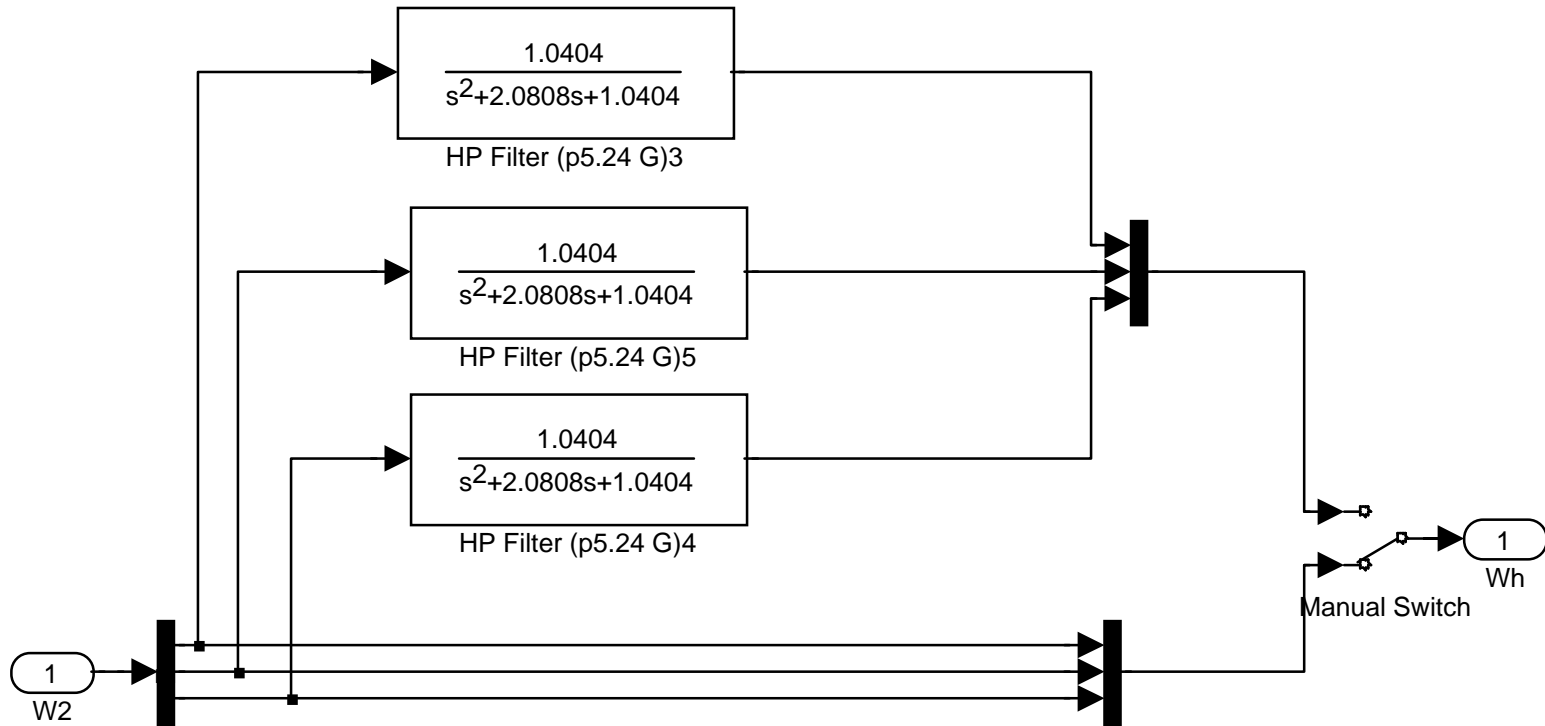 1.0404
s2+2.0808s+1.0404
HP Filter (p5.24 G)3
1.0404
s2+2.0808s+1.0404
HP Filter (p5.24 G)5
1.0404
s2+2.0808s+1.0404
HP Filter (p5.24 G)4
1
Wh
Manual Switch
1
W2